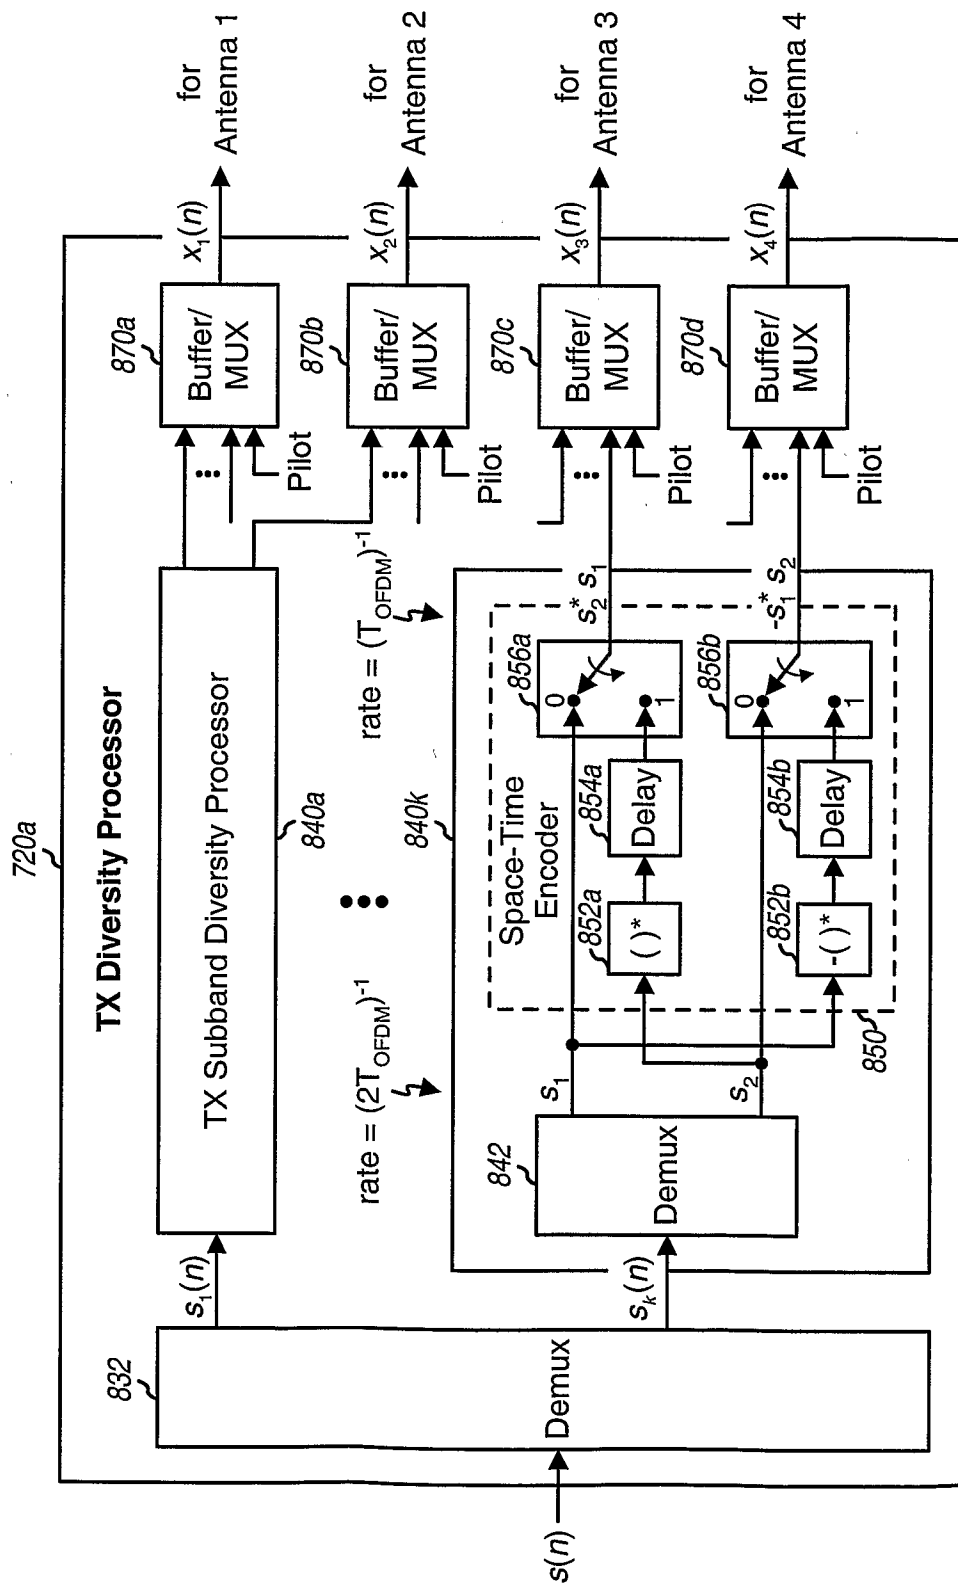 720a
TX Diversity Processor
s(n)
832
Demux
s₁(n)
TX Subband Diversity Processor
840a
870a
Buffer/
MUX
Pilot
x₁(n)
for
Antenna 1
870b
Buffer/
MUX
Pilot
x₂(n)
for
Antenna 2
rate = (2T_OFDM)⁻¹
rate = (T_OFDM)⁻¹
840k
sₖ(n)
842
Demux
s₁
s₂
Space-Time
Encoder
850
852a
( )*
854a
Delay
856a
0
1
s₂* s₁
852b
-( )*
854b
Delay
856b
0
1
-s₁* s₂
870c
Buffer/
MUX
Pilot
x₃(n)
for
Antenna 3
870d
Buffer/
MUX
Pilot
x₄(n)
for
Antenna 4